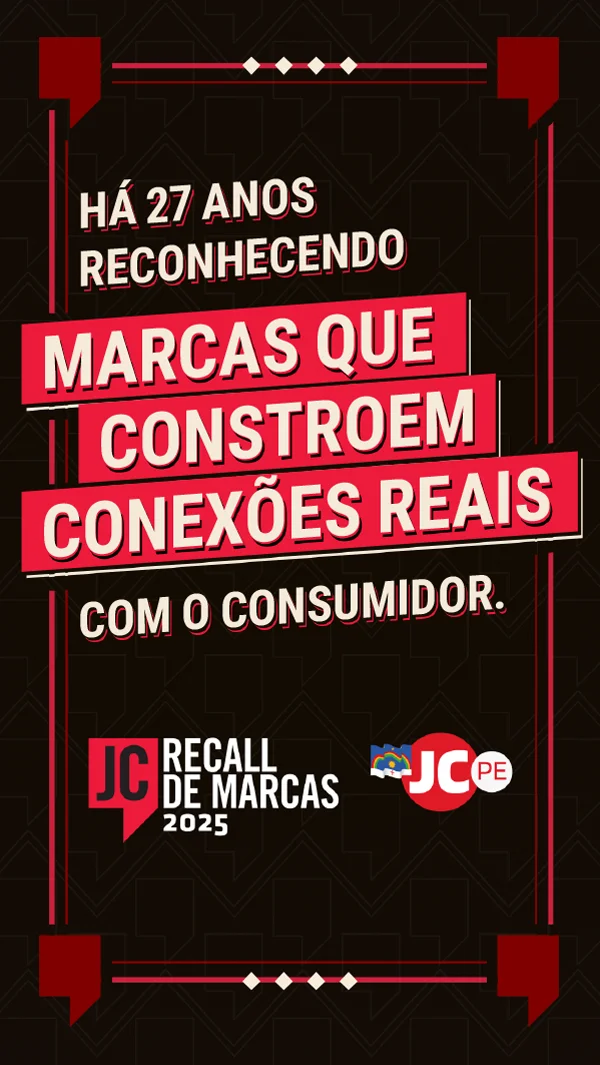 HÁ 27 ANOS
RECONHECENDO
MARCAS QUE
CONSTROEM
CONEXÕES REAIS
COM O CONSUMIDOR.
JC RECALL
DE MARCAS
2025
JC PE